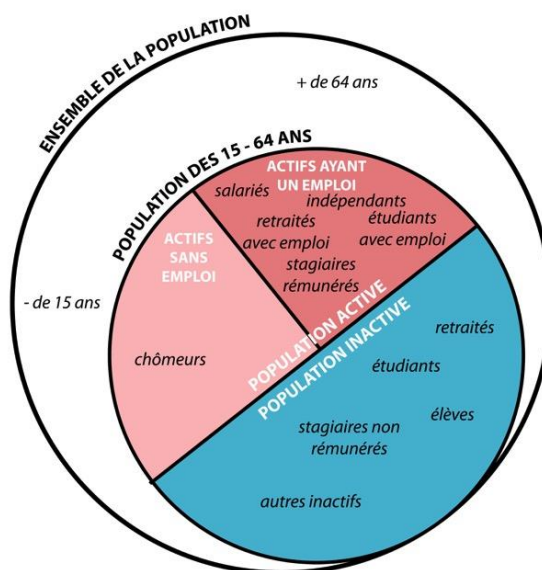 ENSEMBLE DE LA POPULATION
+ de 64 ans
POPULATION DES 15 - 64 ANS
ACTIFS AYANT
UN EMPLOI
salariés
indépendants
retraités
avec emploi
étudiants
avec emploi
stagiaires
rémunérés
ACTIFS
SANS
EMPLOI
- de 15 ans
chômeurs
POPULATION ACTIVE
POPULATION INACTIVE
retraités
étudiants
élèves
stagiaires non
rémunérés
autres inactifs